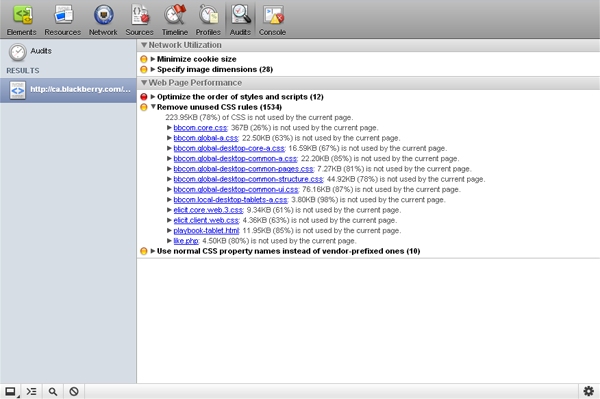 Elements Resources Network Sources Timeline Profiles Audits Console
Audits
RESULTS
http://ca.blackberry.com/...
Network Utilization
Minimize cookie size
Specify image dimensions (28)
Web Page Performance
Optimize the order of styles and scripts (12)
Remove unused CSS rules (1534)
223.95KB (78%) of CSS is not used by the current page.
bbcom.core.css: 367B (26%) is not used by the current page.
bbcom.global-a.css: 22.50KB (63%) is not used by the current page.
bbcom.global-desktop-core-a.css: 16.59KB (67%) is not used by the current page.
bbcom.global-desktop-common-a.css: 22.20KB (85%) is not used by the current page.
bbcom.global-desktop-common-pages.css: 7.27KB (81%) is not used by the current page.
bbcom.global-desktop-common-structure.css: 44.92KB (78%) is not used by the current page.
bbcom.global-desktop-common-ui.css: 76.16KB (87%) is not used by the current page.
bbcom.local-desktop-tablets-a.css: 3.80KB (98%) is not used by the current page.
elicit.core.web.3.css: 9.34KB (61%) is not used by the current page.
elicit.client.web.css: 4.36KB (63%) is not used by the current page.
playbook-tablet.html: 11.95KB (85%) is not used by the current page.
like.php: 4.50KB (80%) is not used by the current page.
Use normal CSS property names instead of vendor-prefixed ones (10)